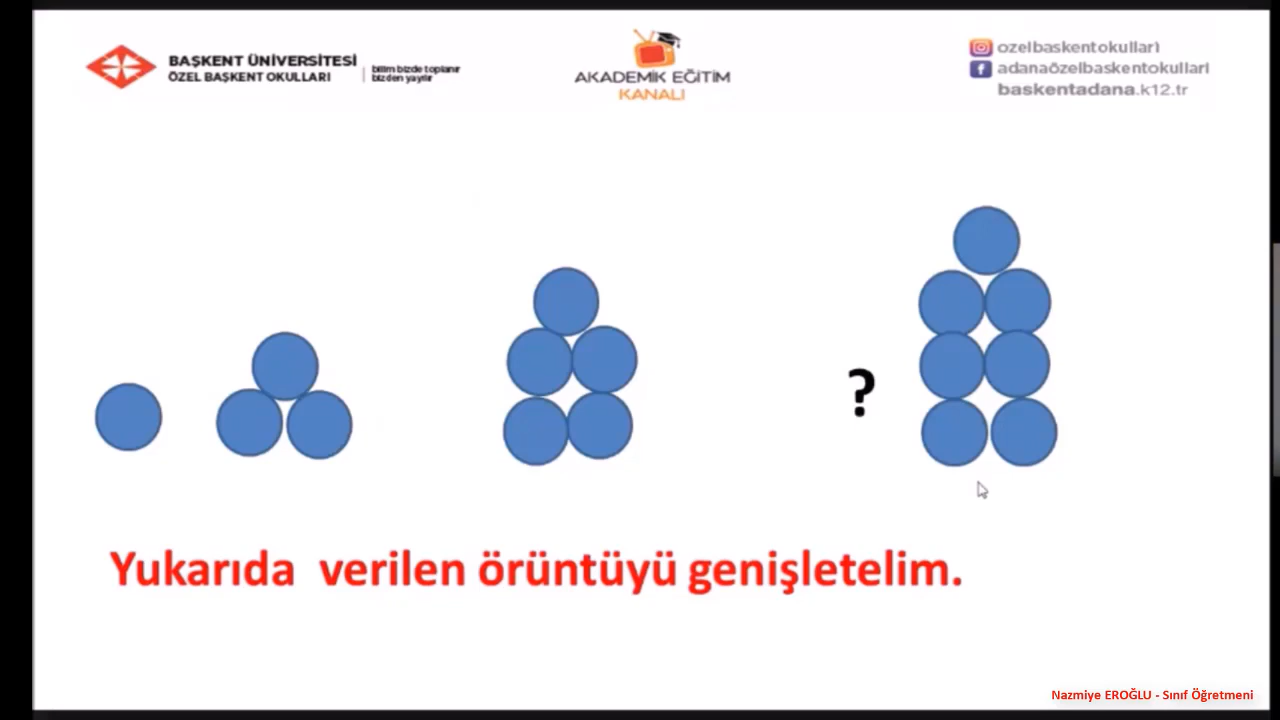 BAŞKENT ÜNİVERSİTESİ
ÖZEL BAŞKENT OKULLARI
bilim bizde toplanır
bizden yayılır
AKADEMİK EĞİTİM
KANALI
ozelbaskentokullari
adanaözelbaskentokullari
baskentadana.k12.tr
?
Yukarıda verilen örüntüyü genişletelim.
Nazmiye EROĞLU - Sınıf Öğretmeni